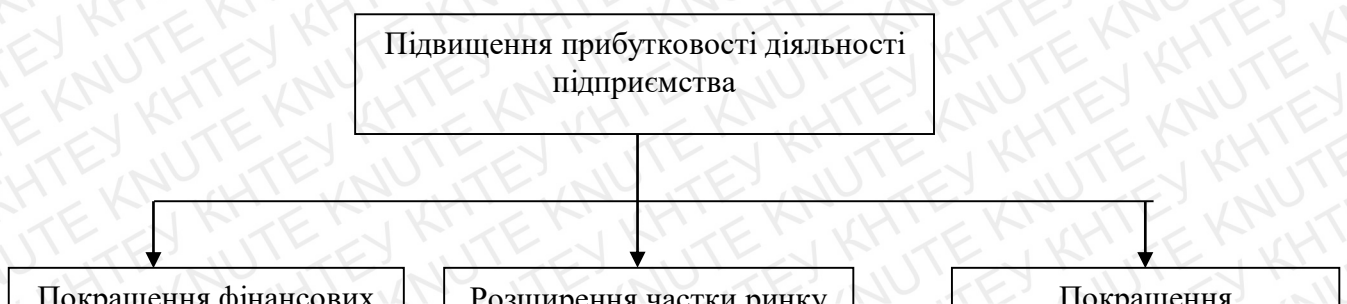 Підвищення прибутковості діяльності
підприємства
Покращення фінансових
Розширення частки ринку
Покращення